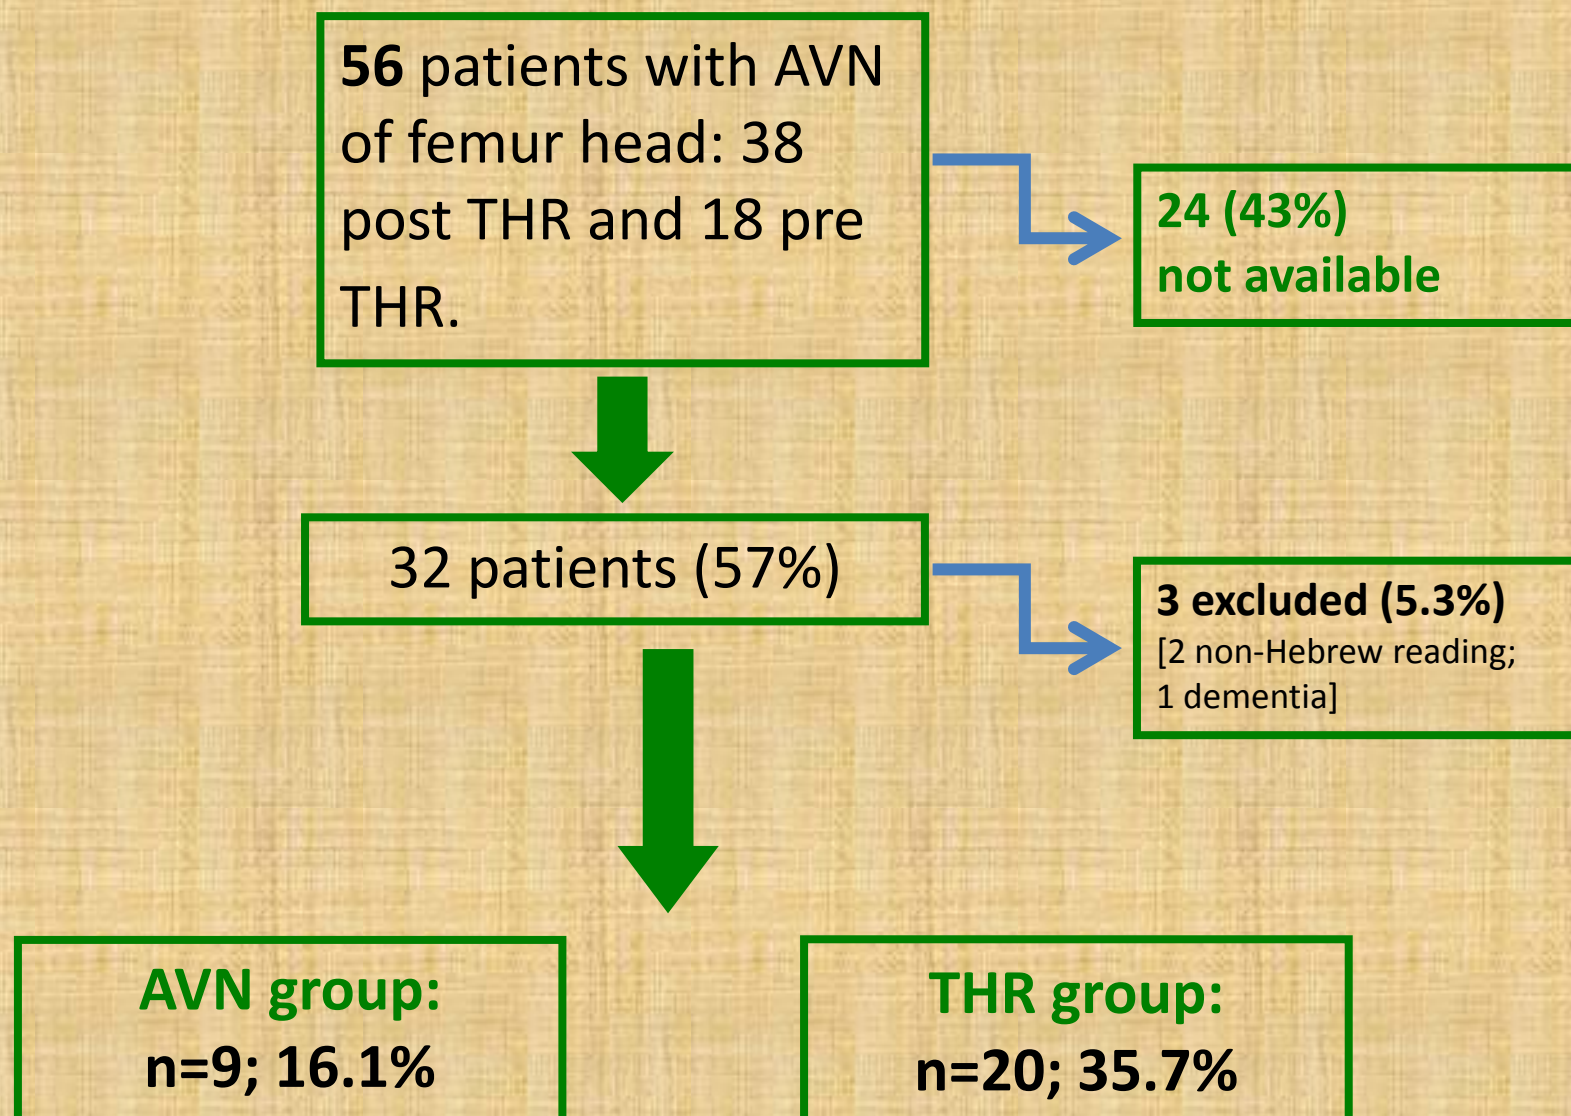 56 patients with AVN
of femur head: 38
post THR and 18 pre
THR.
24 (43%)
not available
32 patients (57%)
3 excluded (5.3%)
[2 non-Hebrew reading;
1 dementia]
AVN group:
n=9; 16.1%
THR group:
n=20; 35.7%